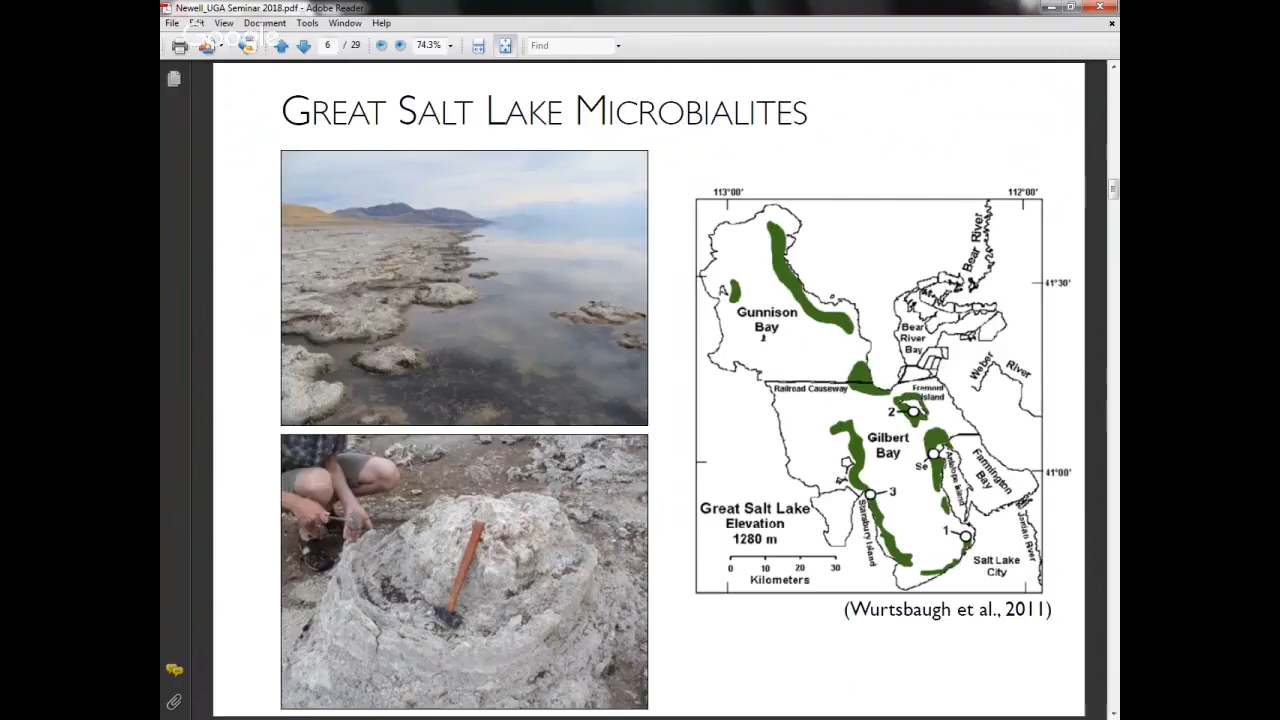 Newell_UGA Seminar 2018.pdf - Adobe Reader
File Edit View Document Tools Window Help
Google
6 / 29 74.3% Find
GREAT SALT LAKE MICROBIALITES
113°00' 112°00'
Bear River
41°30'
Gunnison
Bay
Bear
River
Bay
Weber River
Railroad Causeway
Fremont
Island
2
Gilbert
Bay
Se
Antelope Island
Farmington
Bay
41°00'
3
Great Salt Lake
Elevation
1280 m
Stansbury Island
1
Jordan River
Salt Lake
City
0 10 20 30
Kilometers
(Wurtsbaugh et al., 2011)